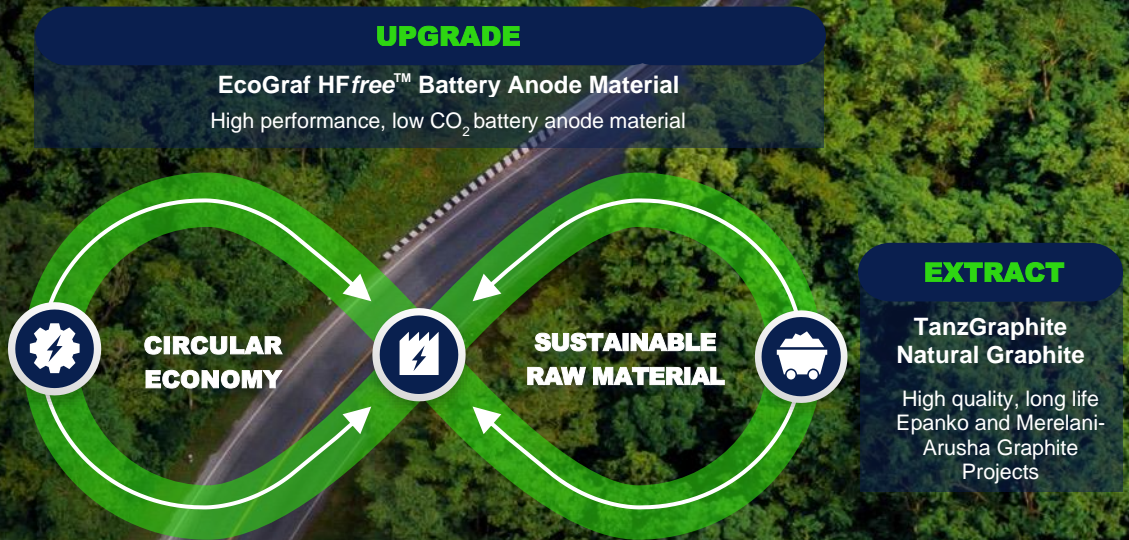 UPGRADE
EcoGraf HFfree™ Battery Anode Material
High performance, low CO₂ battery anode material
CIRCULAR
ECONOMY
SUSTAINABLE
RAW MATERIAL
EXTRACT
TanzGraphite
Natural Graphite
High quality, long life
Epanko and Merelani-
Arusha Graphite
Projects